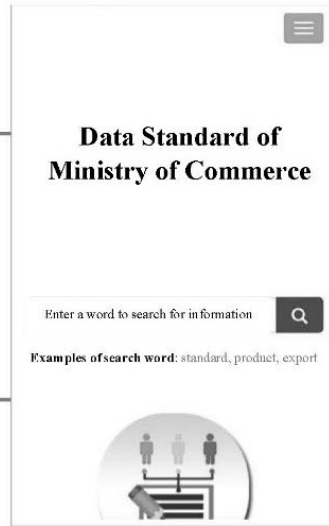 Data Standard of
Ministry of Commerce
Enter a word to search for information
Examples of search word: standard, product, export